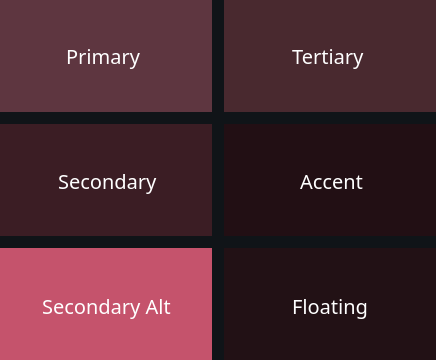 Primary
Tertiary
Secondary
Accent
Secondary Alt
Floating